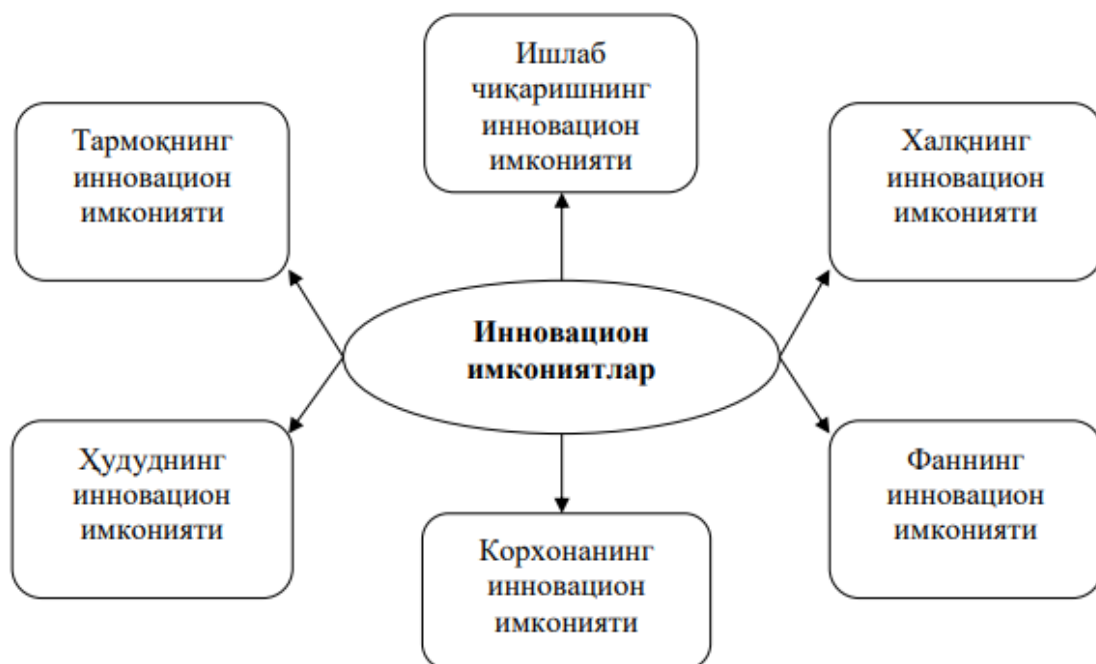 Ишлаб
чиқаришнинг
инновацион
имконияти
Тармоқнинг
инновацион
имконияти
Халқнинг
инновацион
имконияти
Инновацион
имкониятлар
Ҳудуднинг
инновацион
имконияти
Фаннинг
инновацион
имконияти
Корхонанинг
инновацион
имконияти